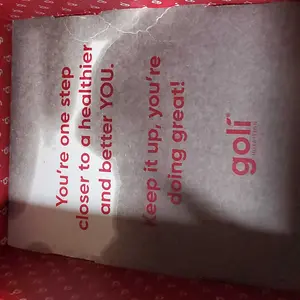 You're one step
closer to a healthier
and better YOU.
Keep it up, you're
doing great!
goli